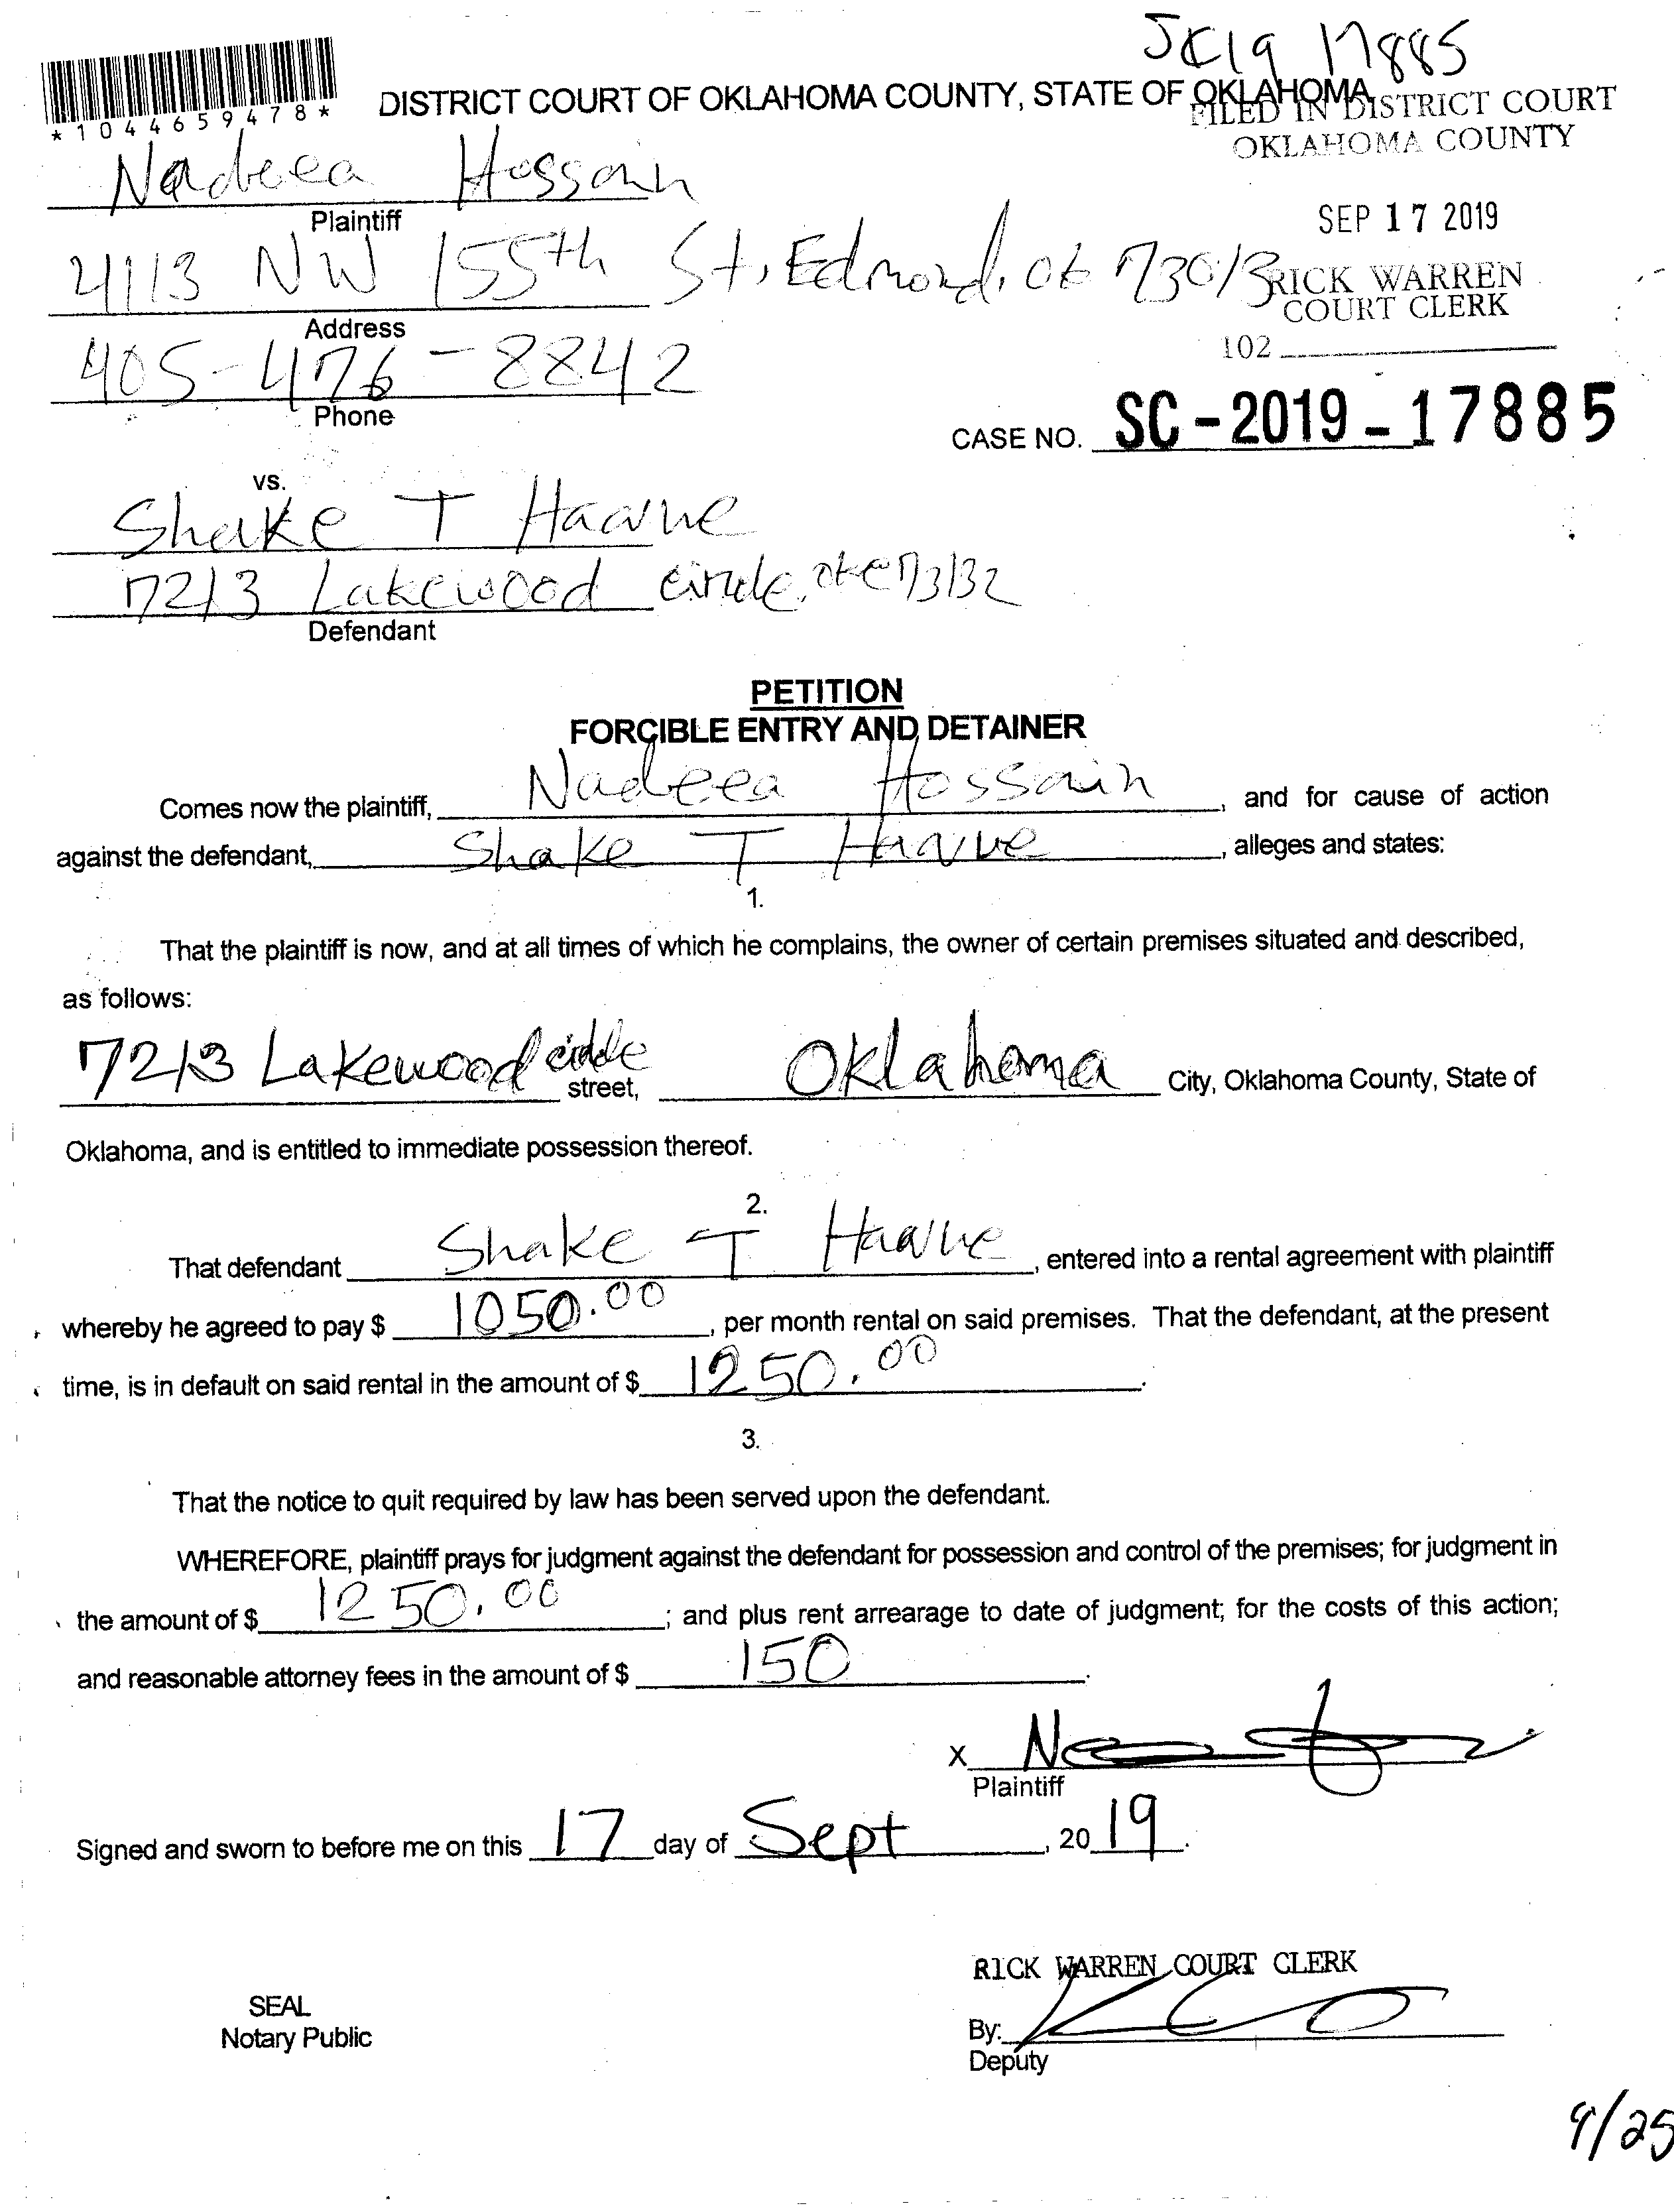 JC19 17885
*1044659478*
DISTRICT COURT OF OKLAHOMA COUNTY, STATE OF OKLAHOMA
FILED IN DISTRICT COURT
OKLAHOMA COUNTY
Hossain
Plaintiff
SEP 17 2019
4113 NW 155th St, Edmond, OK 73013
RICK WARREN
COURT CLERK
Address
405-476-8842
102
Phone
CASE NO. SC-2019-17885
vs.
Shake T
7213 Lakewood circle, OKC 73132
Defendant
PETITION
FORCIBLE ENTRY AND DETAINER
Comes now the plaintiff, Hossain, and for cause of action
against the defendant, Shake T, alleges and states:
1.
That the plaintiff is now, and at all times of which he complains, the owner of certain premises situated and described,
as follows:
7213 Lakewood circle street, Oklahoma City, Oklahoma County, State of
Oklahoma, and is entitled to immediate possession thereof.
2.
That defendant Shake T, entered into a rental agreement with plaintiff
whereby he agreed to pay $ 1050.00, per month rental on said premises. That the defendant, at the present
time, is in default on said rental in the amount of $ 1250.00.
3.
That the notice to quit required by law has been served upon the defendant.
WHEREFORE, plaintiff prays for judgment against the defendant for possession and control of the premises; for judgment in
the amount of $ 1250.00; and plus rent arrearage to date of judgment; for the costs of this action;
and reasonable attorney fees in the amount of $ 150.
X
Plaintiff
Signed and sworn to before me on this 17 day of Sept, 2019.
RICK WARREN COURT CLERK
SEAL
Notary Public
By:
Deputy
9/25